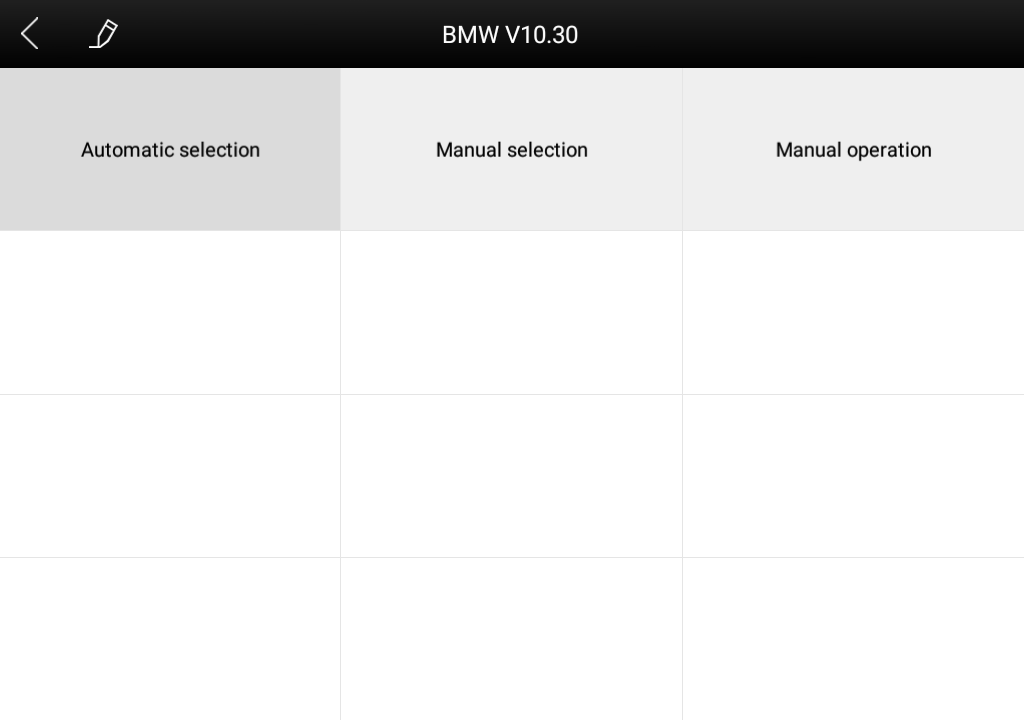 BMW V10.30
Automatic selection
Manual selection
Manual operation